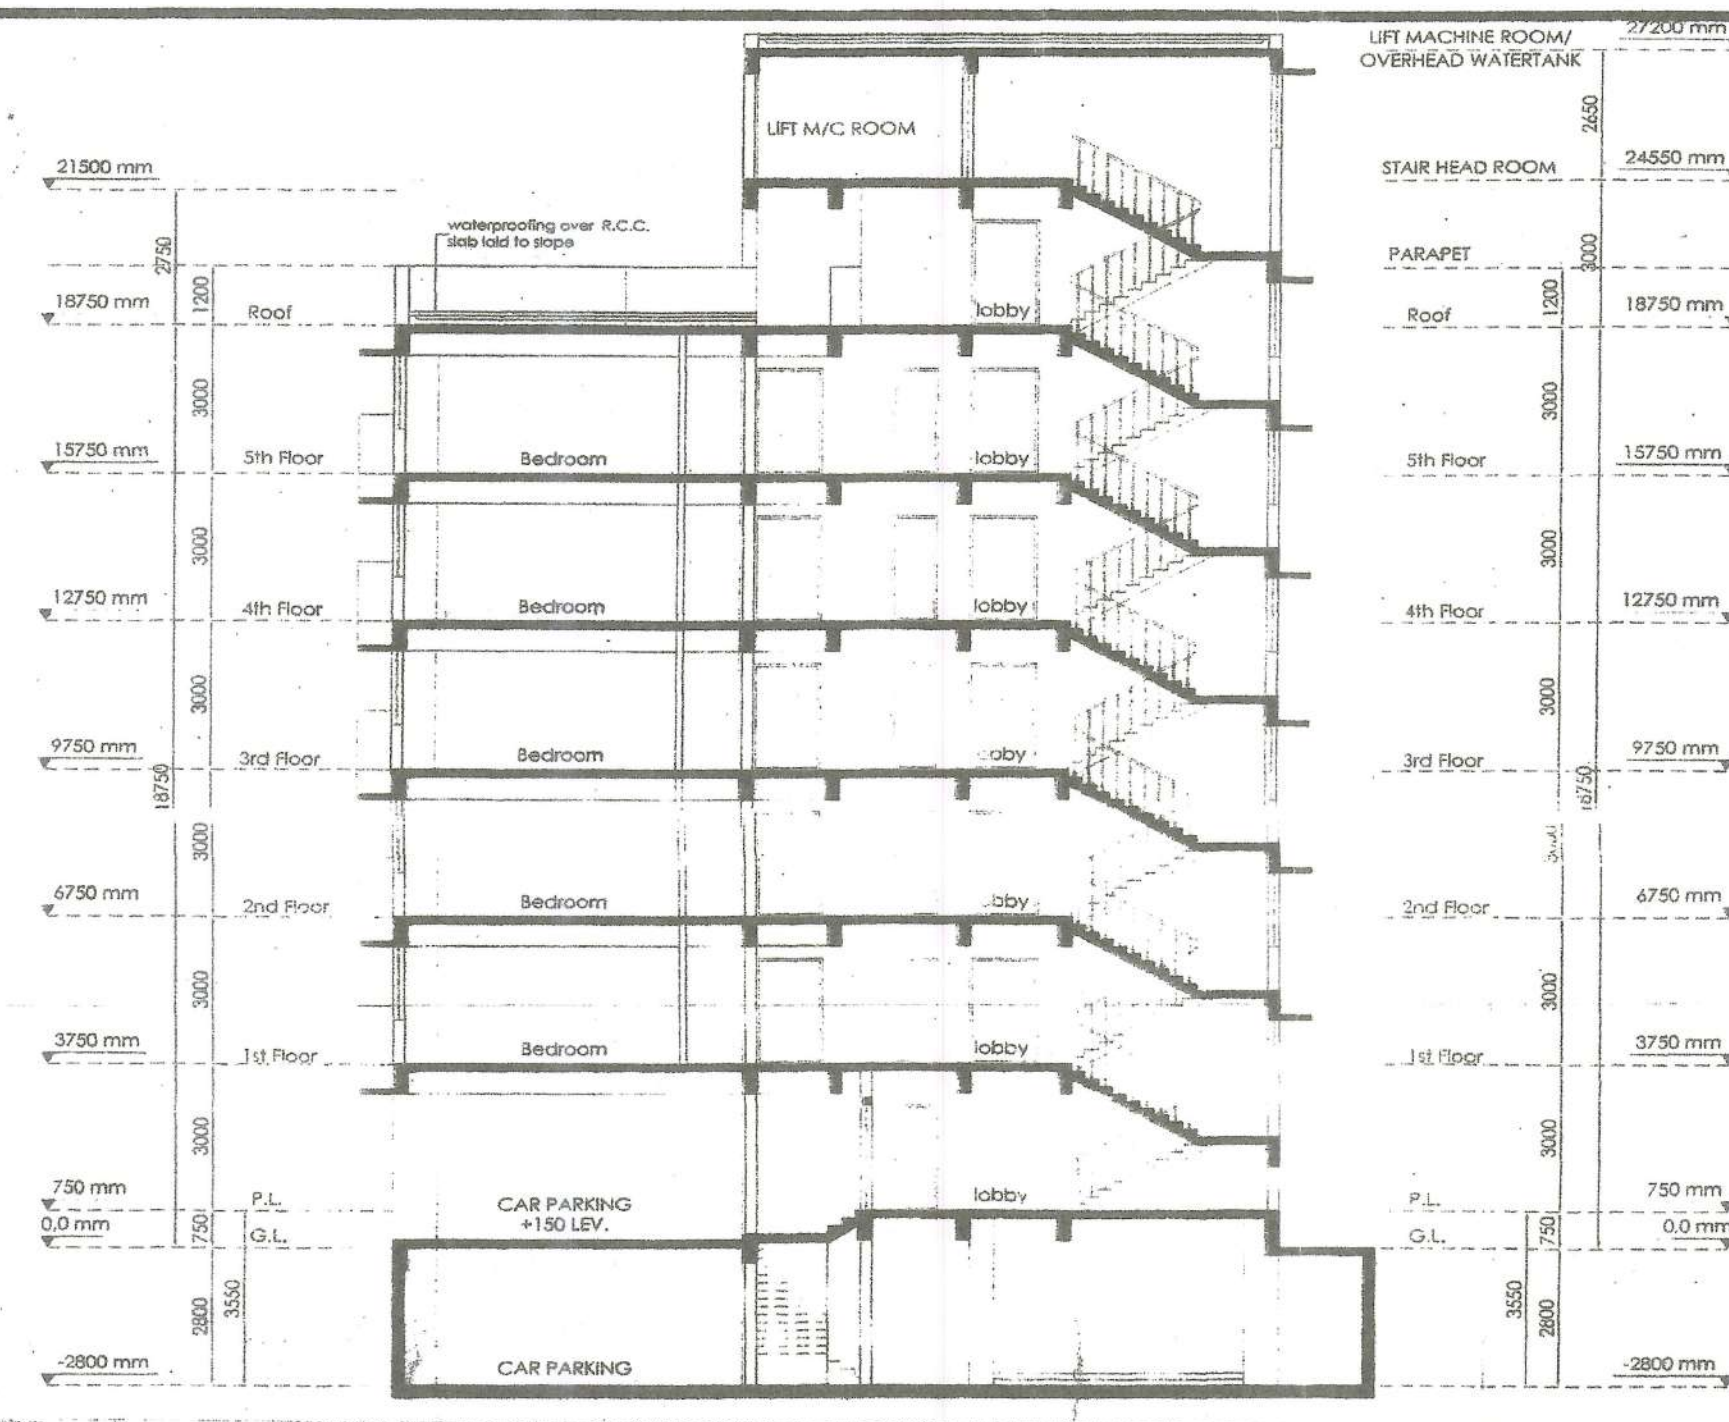 LIFT MACHINE ROOM/
OVERHEAD WATERTANK
27200 mm
2650
LIFT M/C ROOM
21500 mm
STAIR HEAD ROOM
24550 mm
waterproofing over R.C.C.
slab laid to slope
2750
3000
PARAPET
1200
1200
18750 mm
Roof
lobby
Roof
18750 mm
3000
3000
15750 mm
5th Floor
Bedroom
lobby
5th Floor
15750 mm
3000
3000
12750 mm
4th Floor
Bedroom
lobby
4th Floor
12750 mm
3000
3000
9750 mm
3rd Floor
Bedroom
3rd Floor
9750 mm
18750
18750
3000
6750 mm
2nd Floor
Bedroom
2nd Floor
6750 mm
3000
3000
3750 mm
1st Floor
Bedroom
lobby
1st Floor
3750 mm
3000
3000
750 mm
P.L.
CAR PARKING
+150 LEV.
lobby
P.L.
750 mm
0,0 mm
G.L.
G.L.
0,0 mm
750
750
2800
3550
3550
2800
-2800 mm
CAR PARKING
-2800 mm